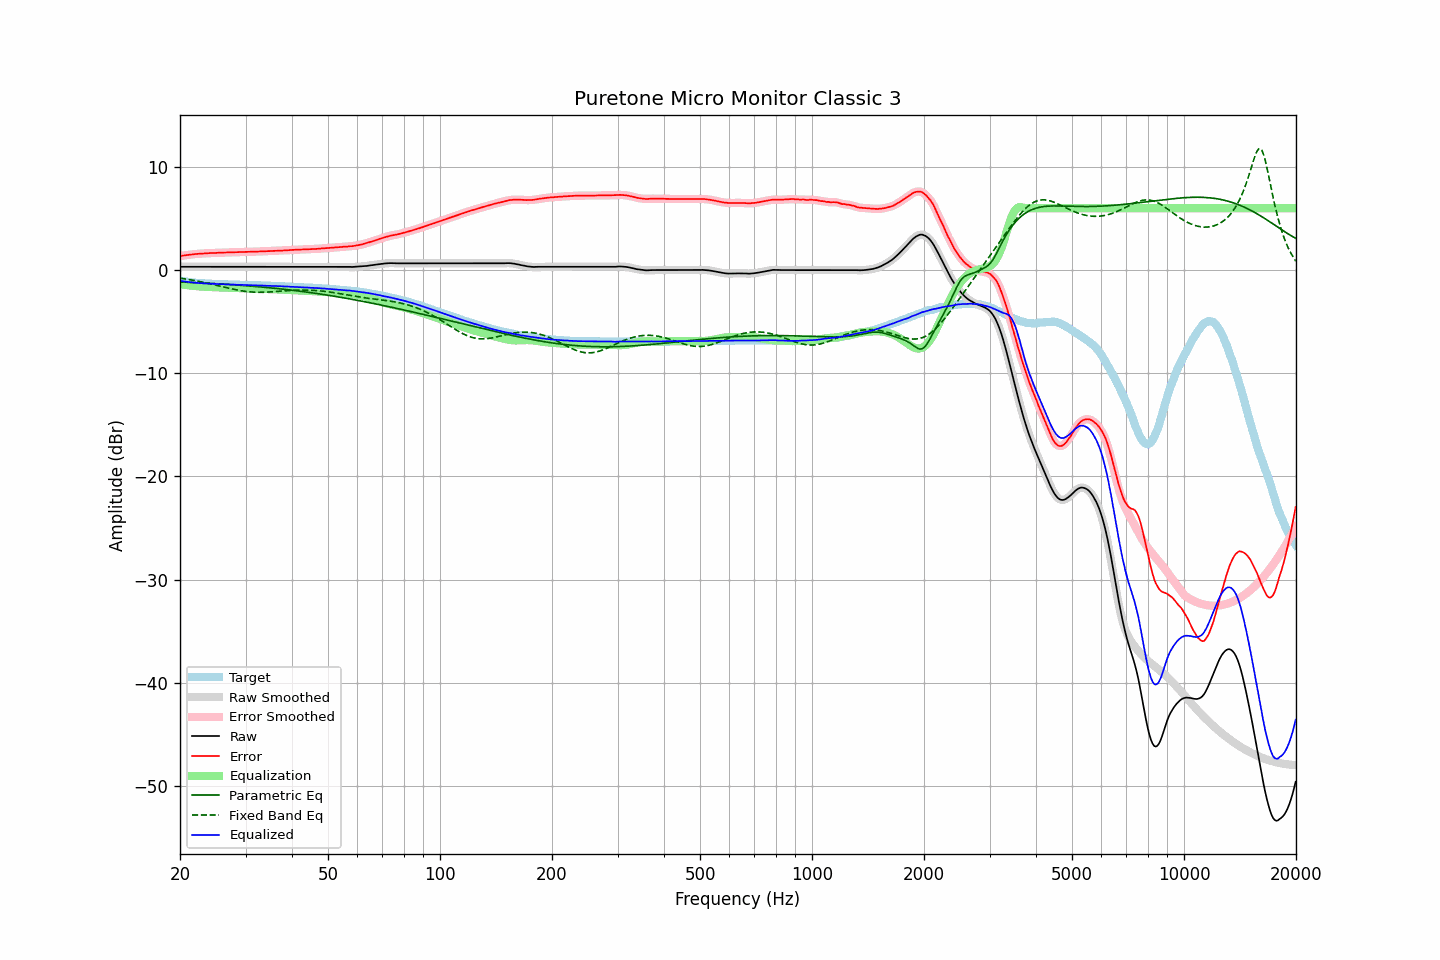 Puretone Micro Monitor Classic 3
Amplitude (dBr)
10
0
−10
−20
−30
−40
−50
Target
Raw Smoothed
Error Smoothed
Raw
Error
Equalization
Parametric Eq
Fixed Band Eq
Equalized
20 50 100 200 500 1000 2000 5000 10000 20000
Frequency (Hz)